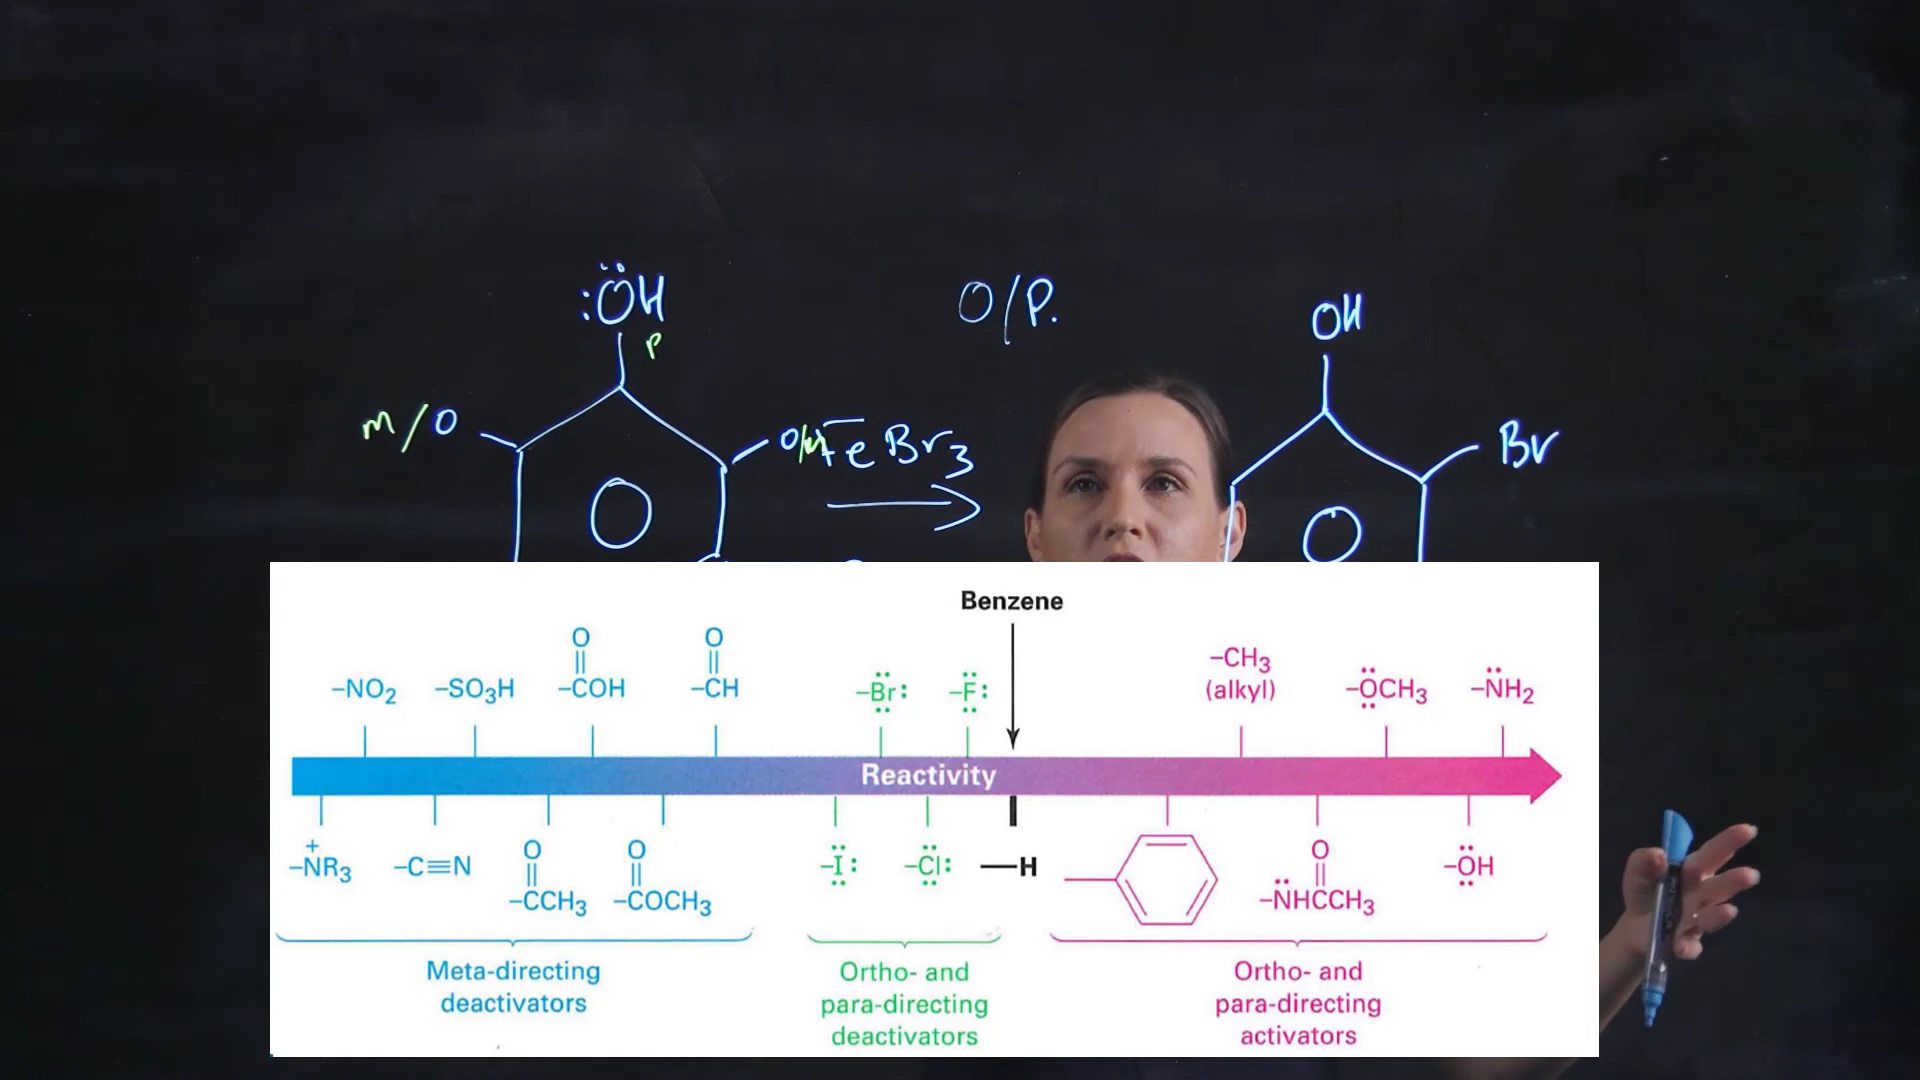 :ÖH
P
O/P.
OH
m/O
O/m
FeBr3
Br
Benzene
–NO2
–SO3H
O
–COH
O
–CH
–Br:
–F:
–CH3
(alkyl)
–OCH3
–NH2
Reactivity
+
–NR3
–C≡N
O
–CCH3
O
–COCH3
–I:
–Cl:
–H
O
–NHCCH3
–OH
Meta-directing
deactivators
Ortho- and
para-directing
deactivators
Ortho- and
para-directing
activators